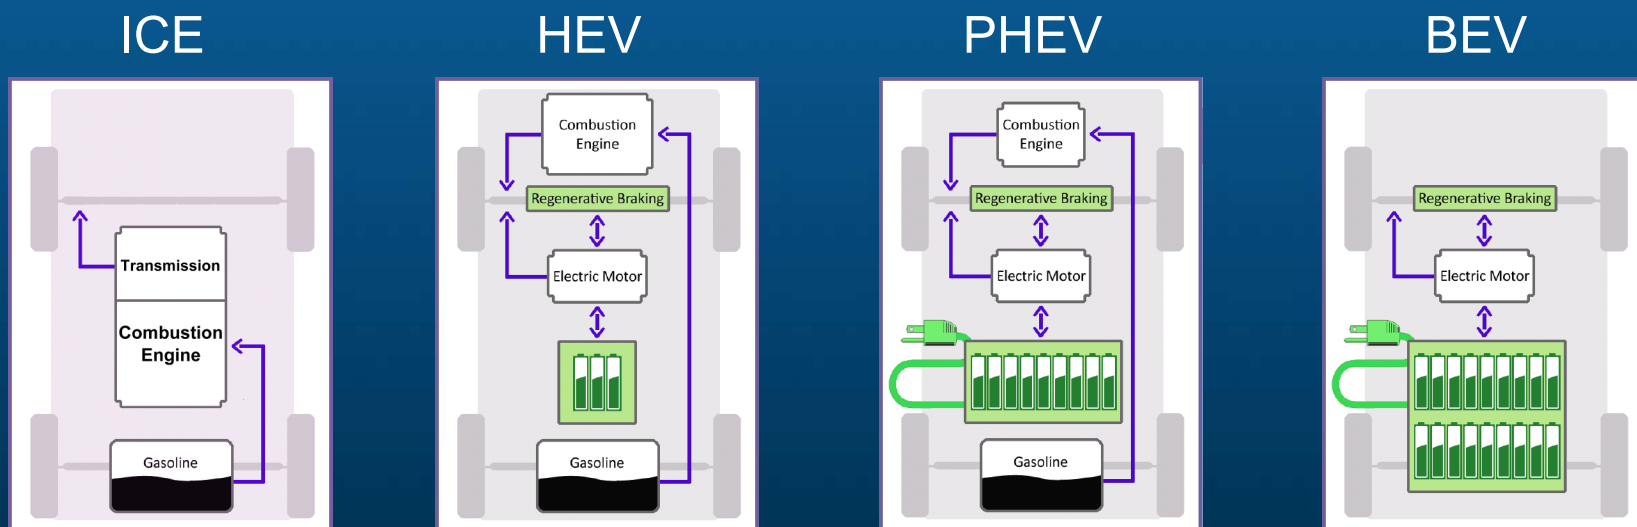 ICE
Transmission
Combustion
Engine
Gasoline
HEV
Combustion
Engine
Regenerative Braking
Electric Motor
Gasoline
PHEV
Combustion
Engine
Regenerative Braking
Electric Motor
Gasoline
BEV
Regenerative Braking
Electric Motor